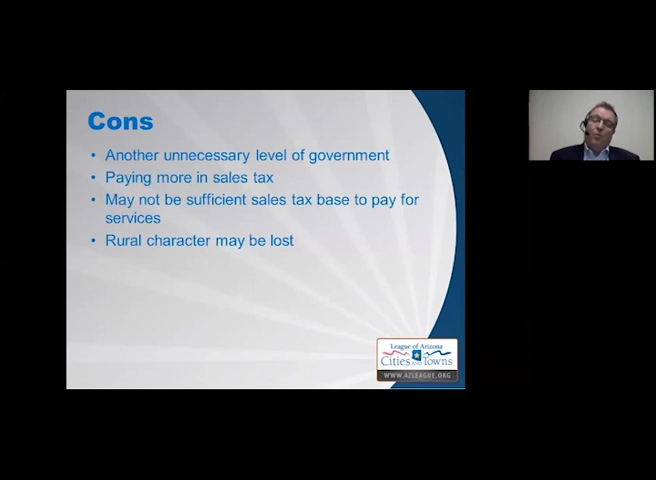 Cons
• Another unnecessary level of government
• Paying more in sales tax
• May not be sufficient sales tax base to pay for
services
• Rural character may be lost
League of Arizona
Cities AND Towns
WWW.AZLEAGUE.ORG